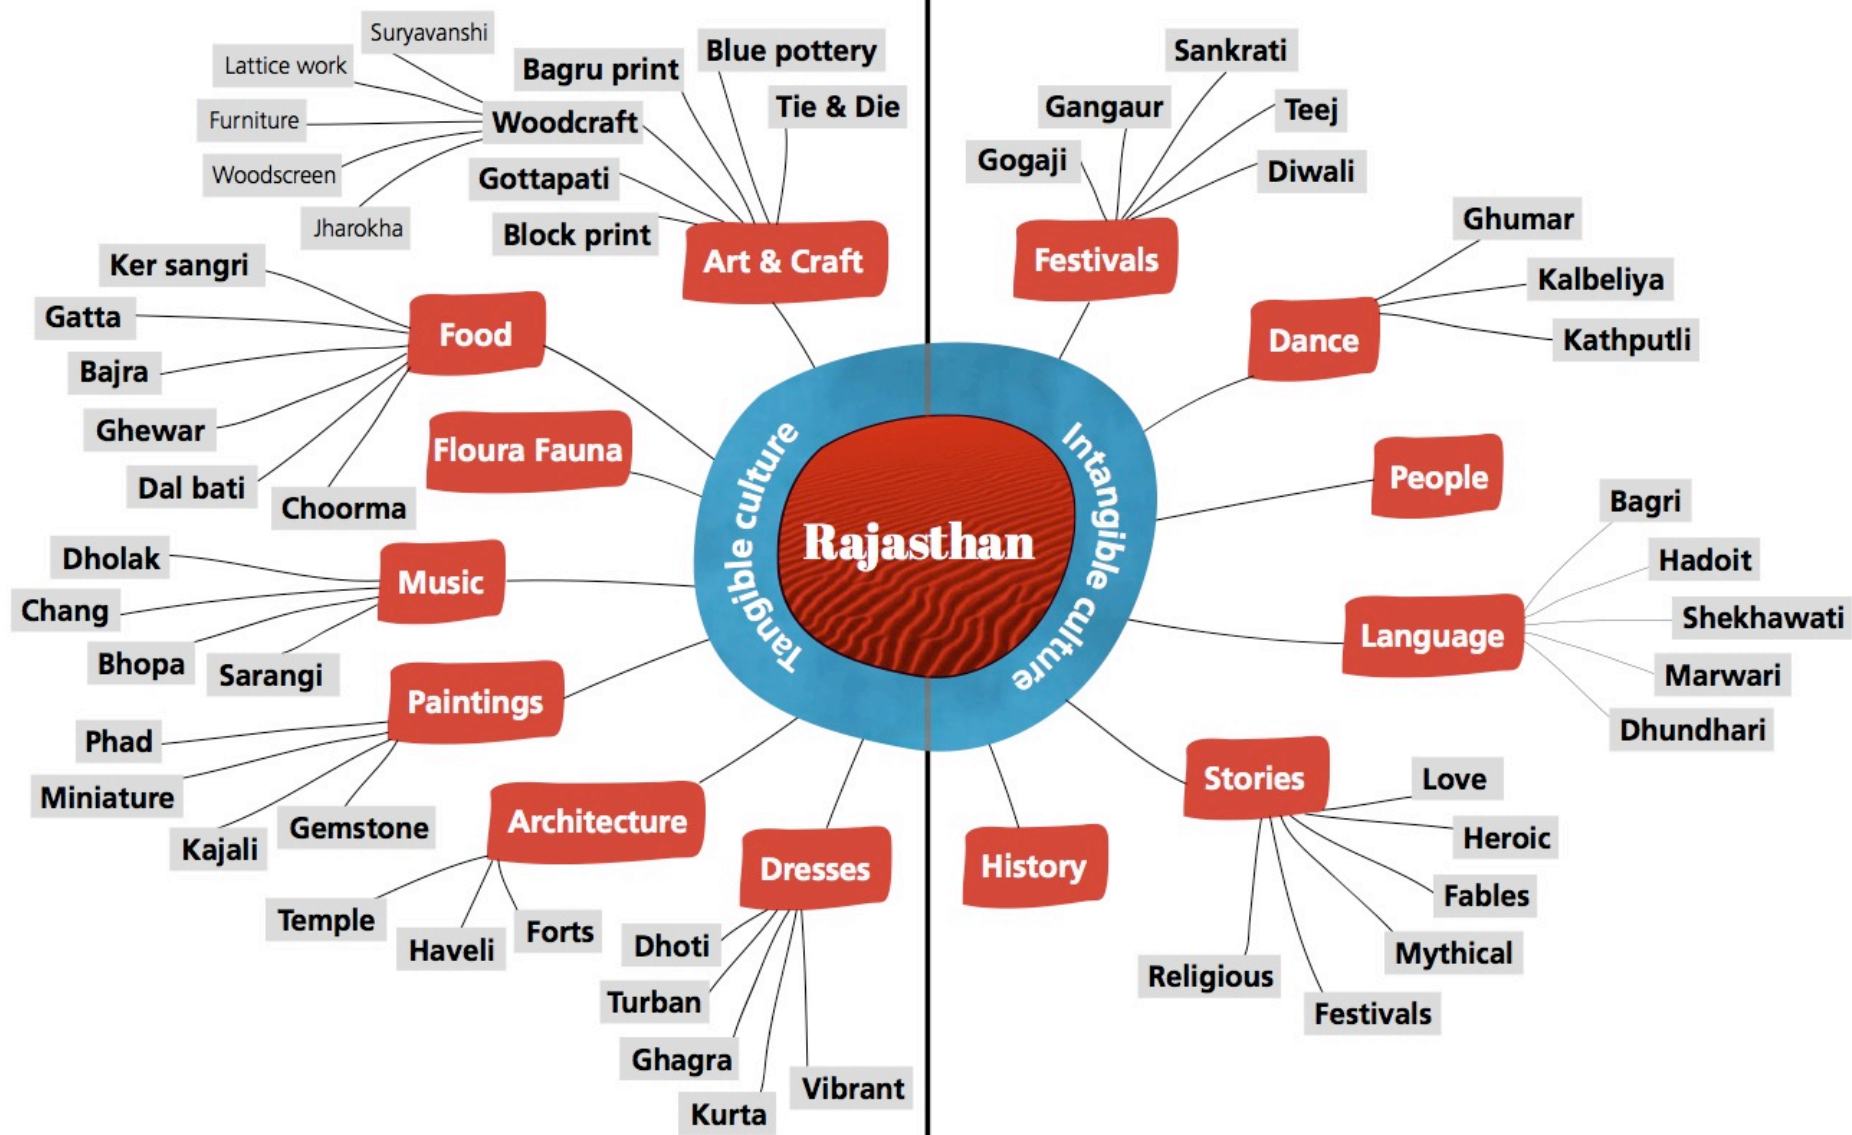 Rajasthan
Tangible culture
Intangible culture
Art & Craft
Block print
Gottapati
Woodcraft
Suryavanshi
Lattice work
Furniture
Woodscreen
Jharokha
Bagru print
Blue pottery
Tie & Die
Food
Ker sangri
Gatta
Bajra
Ghewar
Dal bati
Choorma
Floura Fauna
Music
Dholak
Chang
Bhopa
Sarangi
Paintings
Phad
Miniature
Kajali
Gemstone
Architecture
Temple
Haveli
Forts
Dresses
Dhoti
Turban
Ghagra
Kurta
Vibrant
Festivals
Gogaji
Gangaur
Sankrati
Teej
Diwali
Dance
Ghumar
Kalbeliya
Kathputli
People
Language
Bagri
Hadoit
Shekhawati
Marwari
Dhundhari
Stories
Love
Heroic
Fables
Mythical
Festivals
Religious
History